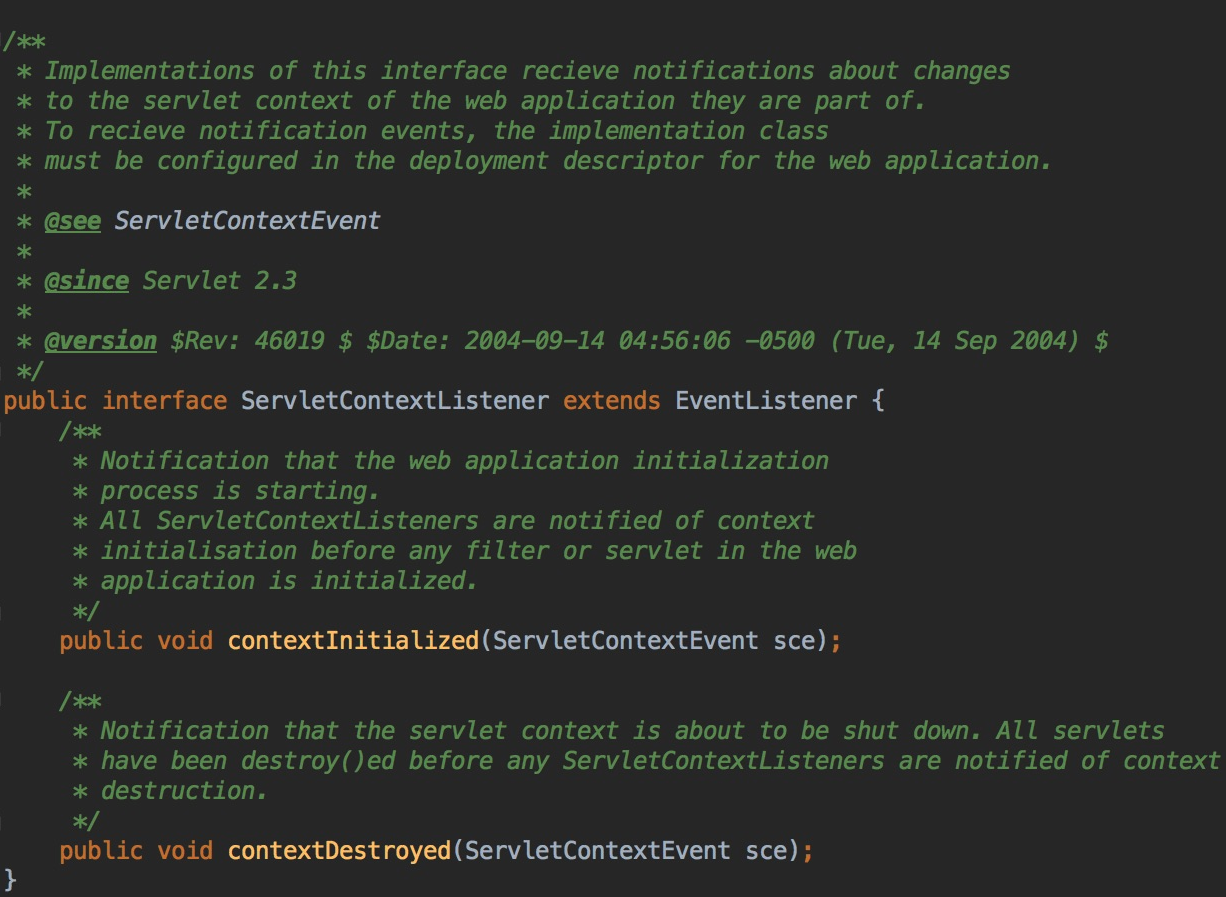 /**
 * Implementations of this interface recieve notifications about changes
 * to the servlet context of the web application they are part of.
 * To recieve notification events, the implementation class
 * must be configured in the deployment descriptor for the web application.
 *
 * @see ServletContextEvent
 *
 * @since Servlet 2.3
 *
 * @version $Rev: 46019 $ $Date: 2004-09-14 04:56:06 -0500 (Tue, 14 Sep 2004) $
 */
public interface ServletContextListener extends EventListener {
    /**
     * Notification that the web application initialization
     * process is starting.
     * All ServletContextListeners are notified of context
     * initialisation before any filter or servlet in the web
     * application is initialized.
     */
    public void contextInitialized(ServletContextEvent sce);

    /**
     * Notification that the servlet context is about to be shut down. All servlets
     * have been destroy()ed before any ServletContextListeners are notified of context
     * destruction.
     */
    public void contextDestroyed(ServletContextEvent sce);
}